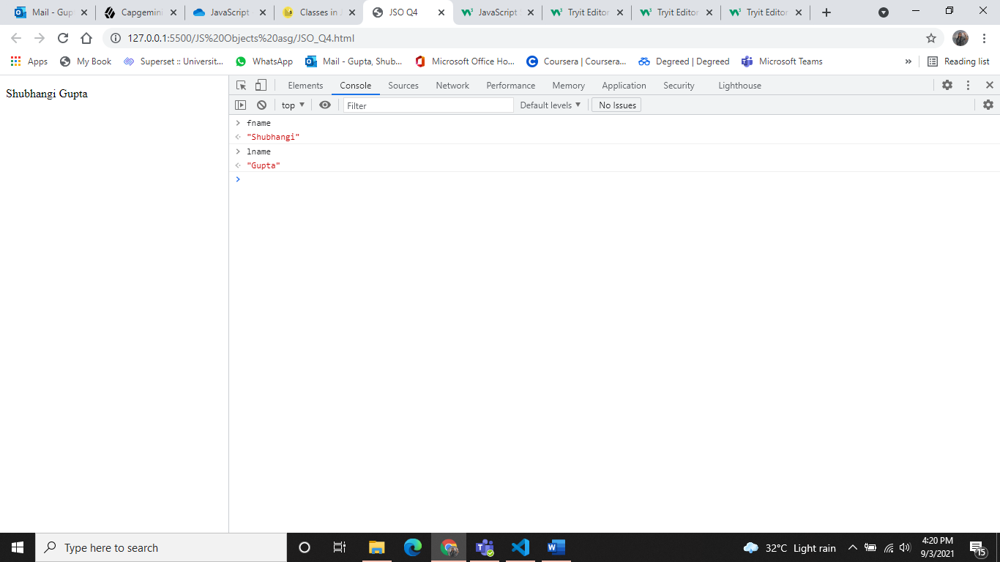 Mail - Gup Capgemini JavaScript Classes in J JSO Q4 JavaScript Tryit Editor Tryit Editor Tryit Editor
127.0.0.1:5500/JS%20Objects%20asg/JSO_Q4.html
Apps My Book Superset :: Universit... WhatsApp Mail - Gupta, Shub... Microsoft Office Ho... Coursera | Coursera... Degreed | Degreed Microsoft Teams » Reading list
Shubhangi Gupta
Elements Console Sources Network Performance Memory Application Security Lighthouse
top Filter Default levels No Issues
fname
"Shubhangi"
lname
"Gupta"
Type here to search
32°C Light rain
4:20 PM
9/3/2021
15